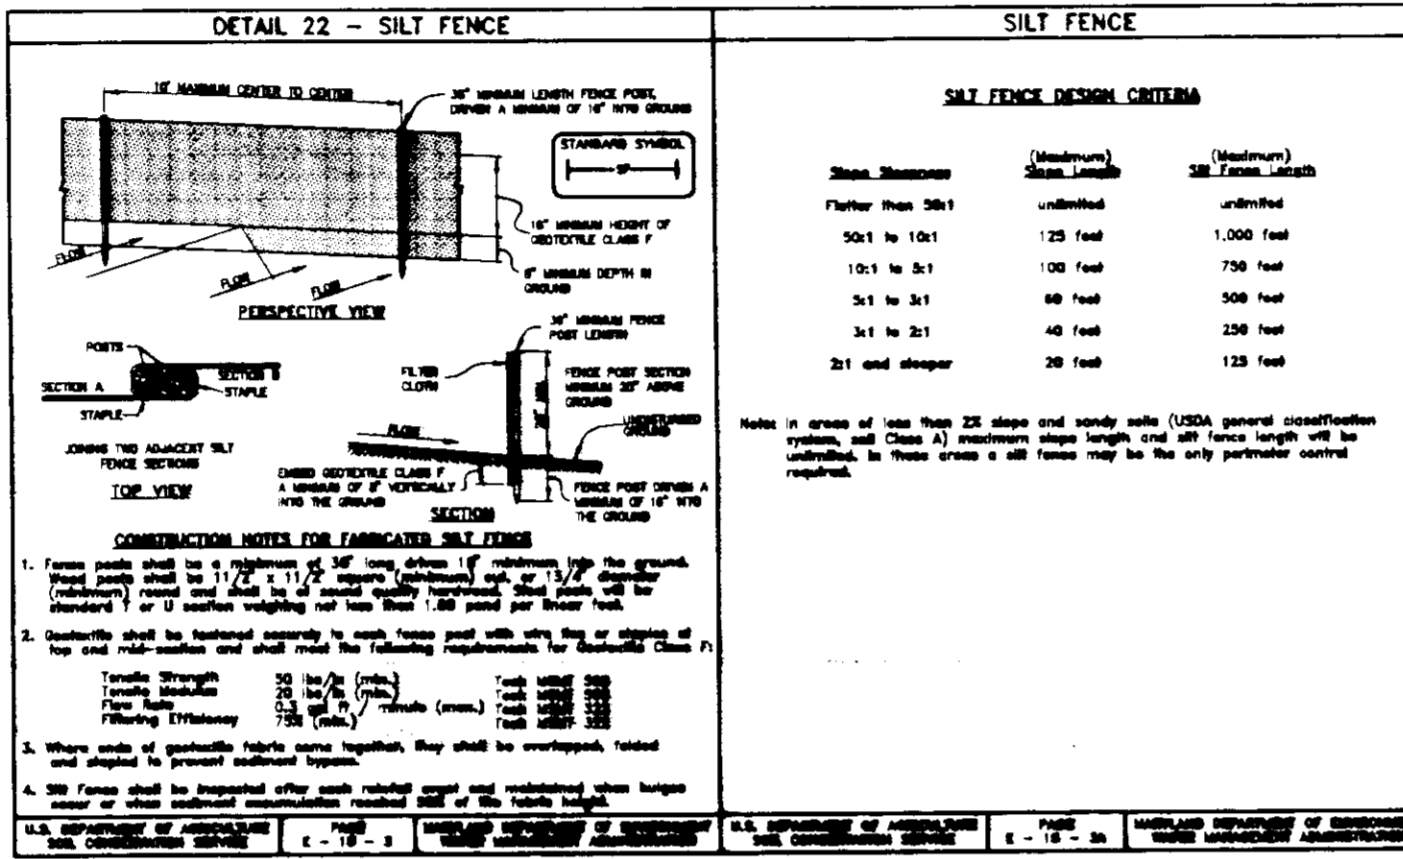 DETAIL 22 - SILT FENCE
10' MAXIMUM CENTER TO CENTER
36" MINIMUM LENGTH FENCE POST,
DRIVEN A MINIMUM OF 16" INTO GROUND
STANDARD SYMBOL
SF
16" MINIMUM HEIGHT OF
GEOTEXTILE CLASS F
8" MINIMUM DEPTH IN
GROUND
FLOW
FLOW
FLOW
PERSPECTIVE VIEW
36" MINIMUM FENCE
POST LENGTH
POSTS
SECTION B
SECTION A
STAPLE
STAPLE
JOINING TWO ADJACENT SILT
FENCE SECTIONS
TOP VIEW
FILTER
CLOTH
FENCE POST SECTION
MINIMUM 20" ABOVE
GROUND
UNDISTURBED
GROUND
FLOW
EMBED GEOTEXTILE CLASS F
A MINIMUM OF 8" VERTICALLY
INTO THE GROUND
FENCE POST DRIVEN A
MINIMUM OF 16" INTO
THE GROUND
SECTION
CONSTRUCTION NOTES FOR FABRICATED SILT FENCE
1. Fence posts shall be a minimum of 36" long driven 16" minimum into the ground.
Wood posts shall be 11/2" x 11/2" square (minimum) cut, or 13/4" diameter
(minimum) round and shall be of sound quality hardwood. Steel posts will be
standard T or U section weighing not less than 1.00 pond per linear foot.
2. Geotextile shall be fastened securely to each fence post with wire ties or staples at
top and mid-section and shall meet the following requirements for Geotextile Class F:
Tensile Strength 50 lbs/in (min.) Test: MSMT 509
Tensile Modulus 20 lbs/in (min.) Test: MSMT 509
Flow Rate 0.3 gal ft / minute (max.) Test: MSMT 322
Filtering Efficiency 75% (min.) Test: MSMT 322
3. Where ends of geotextile fabric come together, they shall be overlapped, folded
and stapled to prevent sediment bypass.
4. Silt Fence shall be inspected after each rainfall event and maintained when bulges
occur or when sediment accumulation reached 50% of the fabric height.
U.S. DEPARTMENT OF AGRICULTURE
SOIL CONSERVATION SERVICE
PAGE
E - 15 - 3
MARYLAND DEPARTMENT OF ENVIRONMENT
WATER MANAGEMENT ADMINISTRATION
SILT FENCE
SILT FENCE DESIGN CRITERIA
Slope Steepness (Maximum) Slope Length (Maximum) Silt Fence Length
Flatter than 50:1 unlimited unlimited
50:1 to 10:1 125 feet 1,000 feet
10:1 to 5:1 100 feet 750 feet
5:1 to 3:1 60 feet 500 feet
3:1 to 2:1 40 feet 250 feet
2:1 and steeper 20 feet 125 feet
Note: In areas of less than 2% slope and sandy soils (USDA general classification
system, soil Class A) maximum slope length and silt fence length will be
unlimited. In these areas a silt fence may be the only perimeter control
required.
U.S. DEPARTMENT OF AGRICULTURE
SOIL CONSERVATION SERVICE
PAGE
E - 15 - 3A
MARYLAND DEPARTMENT OF
WATER MANAGEMENT